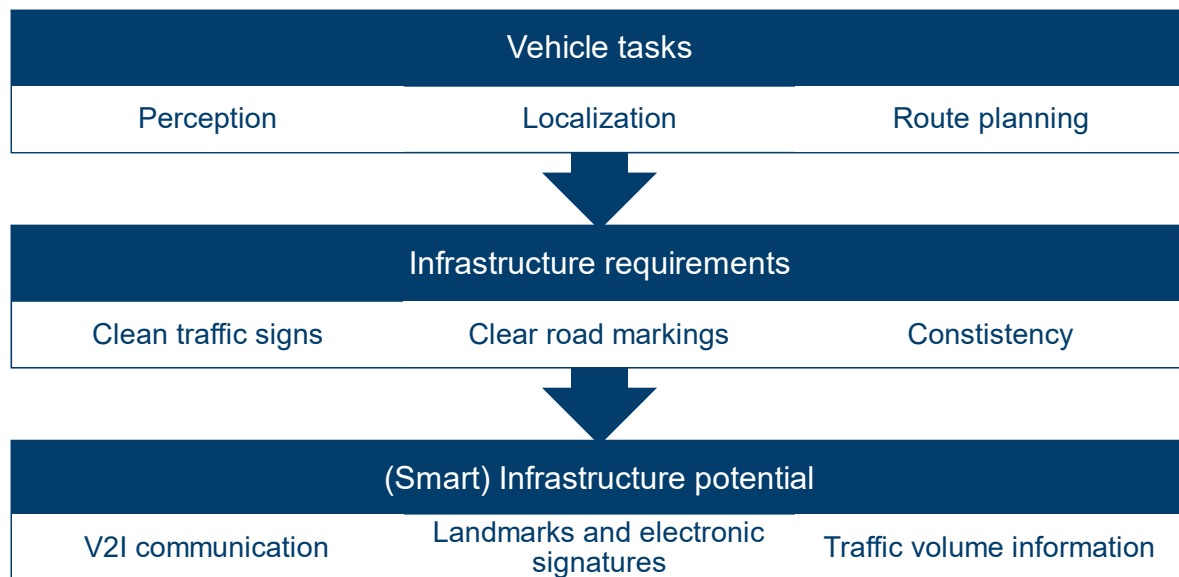 Vehicle tasks
Perception
Localization
Route planning
Infrastructure requirements
Clean traffic signs
Clear road markings
Constistency
(Smart) Infrastructure potential
V2I communication
Landmarks and electronic
signatures
Traffic volume information